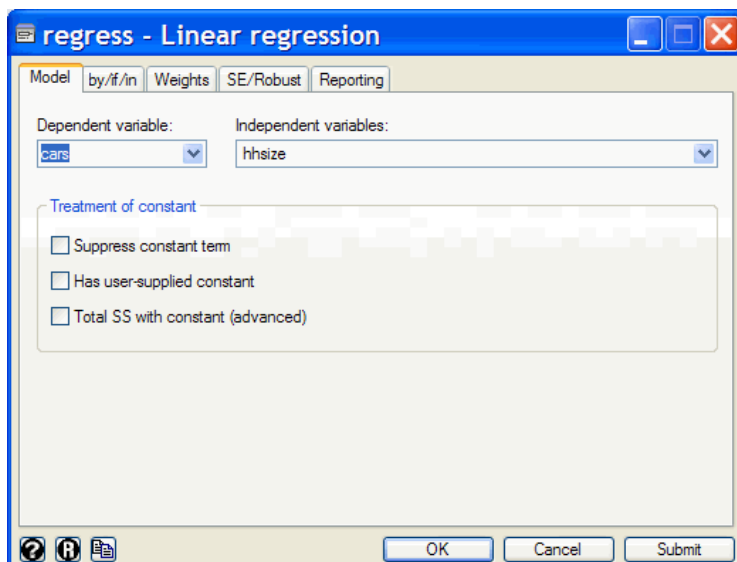 regress - Linear regression
Model by/if/in Weights SE/Robust Reporting
Dependent variable: Independent variables:
cars hhsize
Treatment of constant
Suppress constant term
Has user-supplied constant
Total SS with constant (advanced)
? R OK Cancel Submit